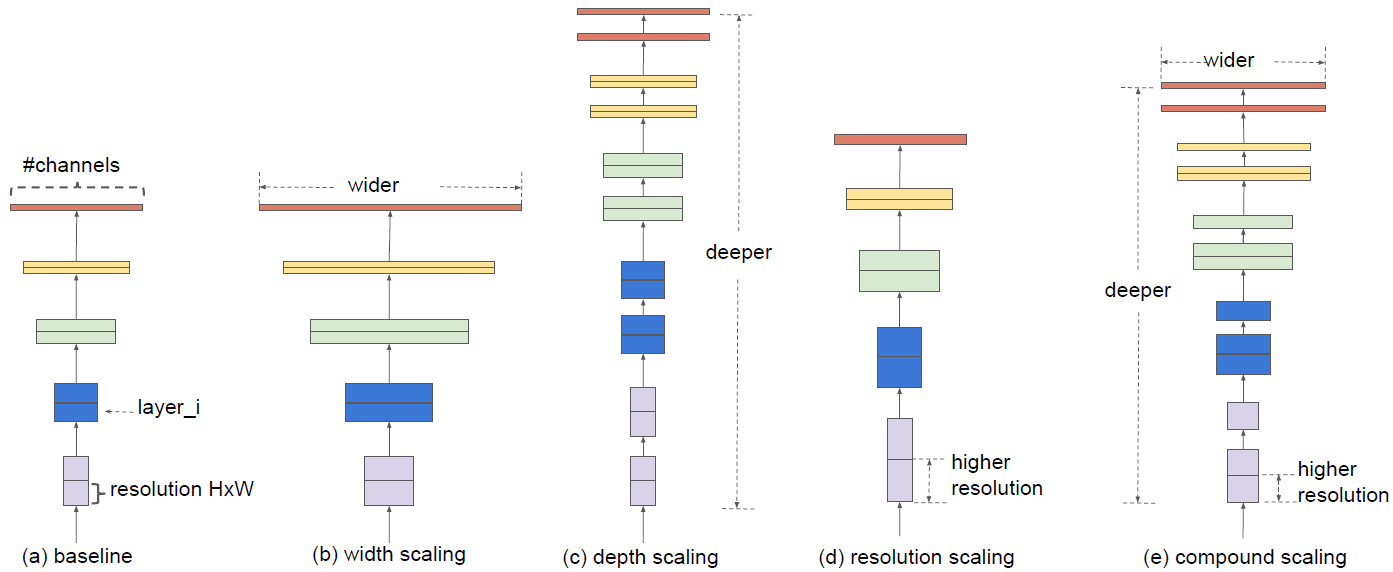 #channels
layer_i
resolution HxW
(a) baseline
wider
(b) width scaling
deeper
(c) depth scaling
higher
resolution
(d) resolution scaling
wider
deeper
higher
resolution
(e) compound scaling